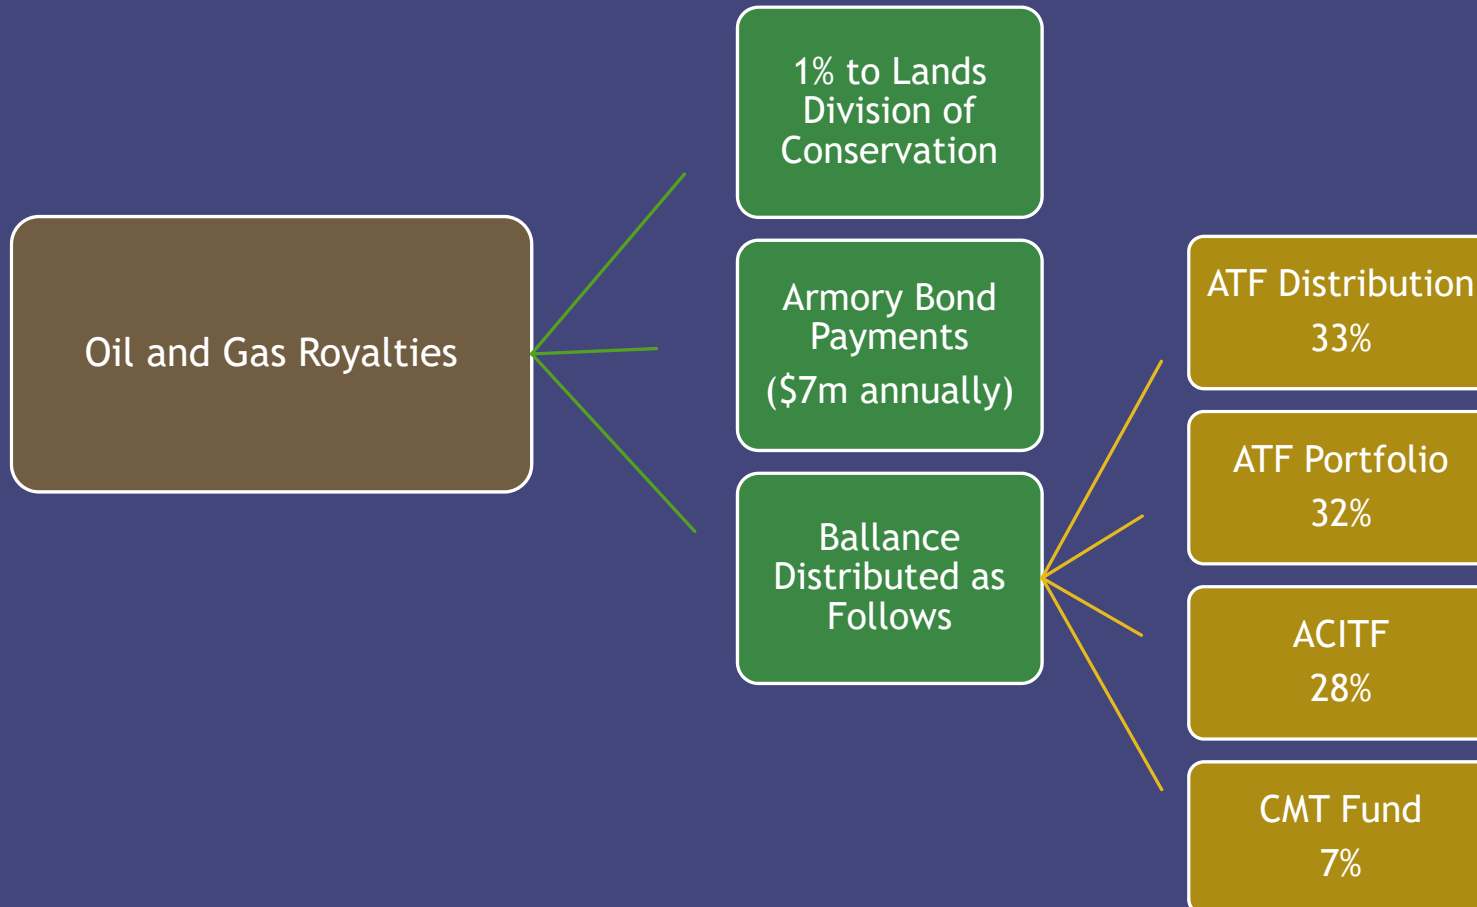 Oil and Gas Royalties
1% to Lands
Division of
Conservation
Armory Bond
Payments
($7m annually)
Ballance
Distributed as
Follows
ATF Distribution
33%
ATF Portfolio
32%
ACITF
28%
CMT Fund
7%